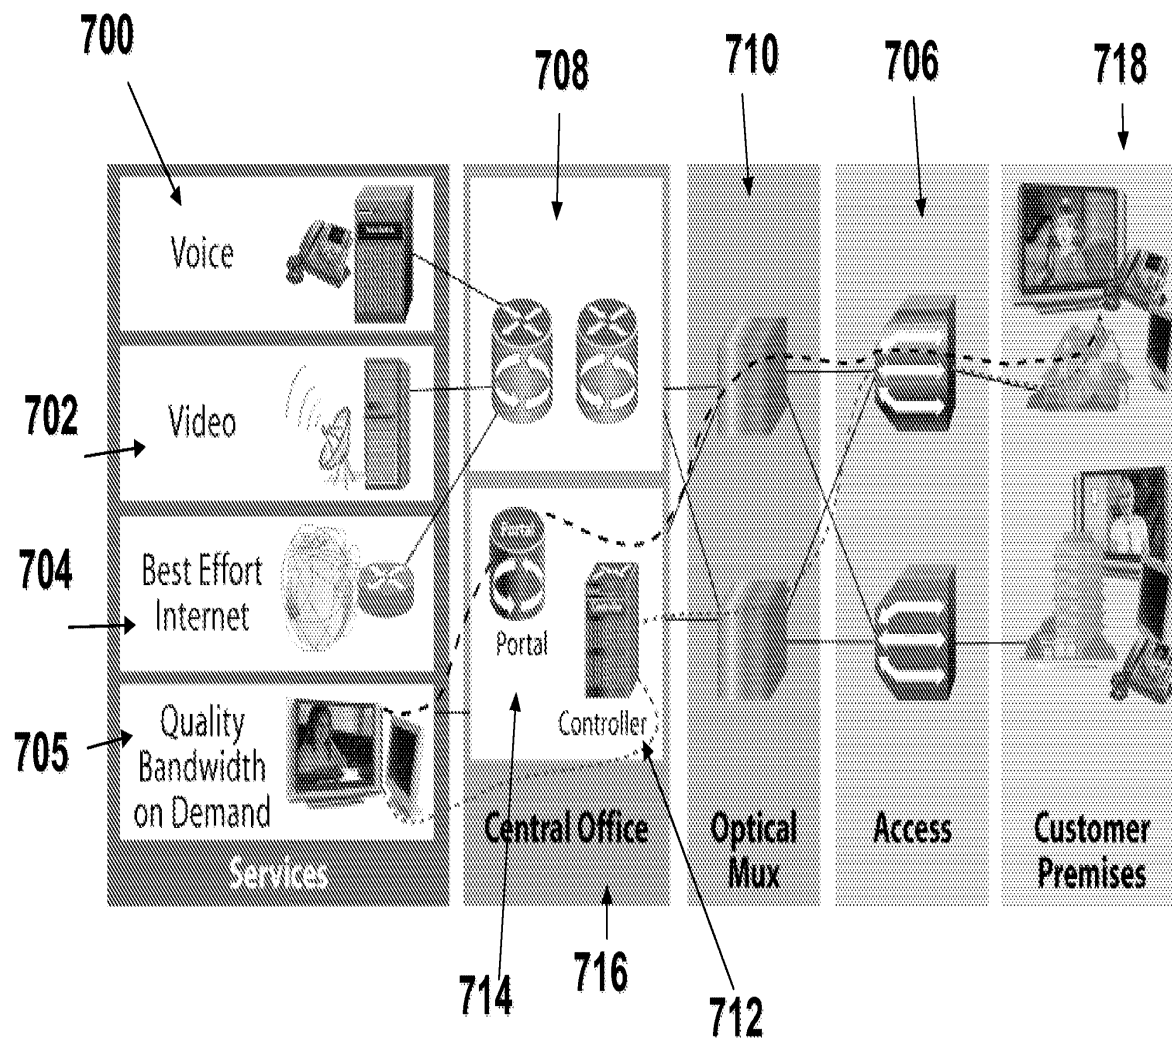 700
708
710
706
718
Voice
702
Video
704
Best Effort
Internet
Portal
Portal
705
Quality
Bandwidth
on Demand
Controller
Services
Central Office
Optical
Mux
Access
Customer
Premises
714
716
712